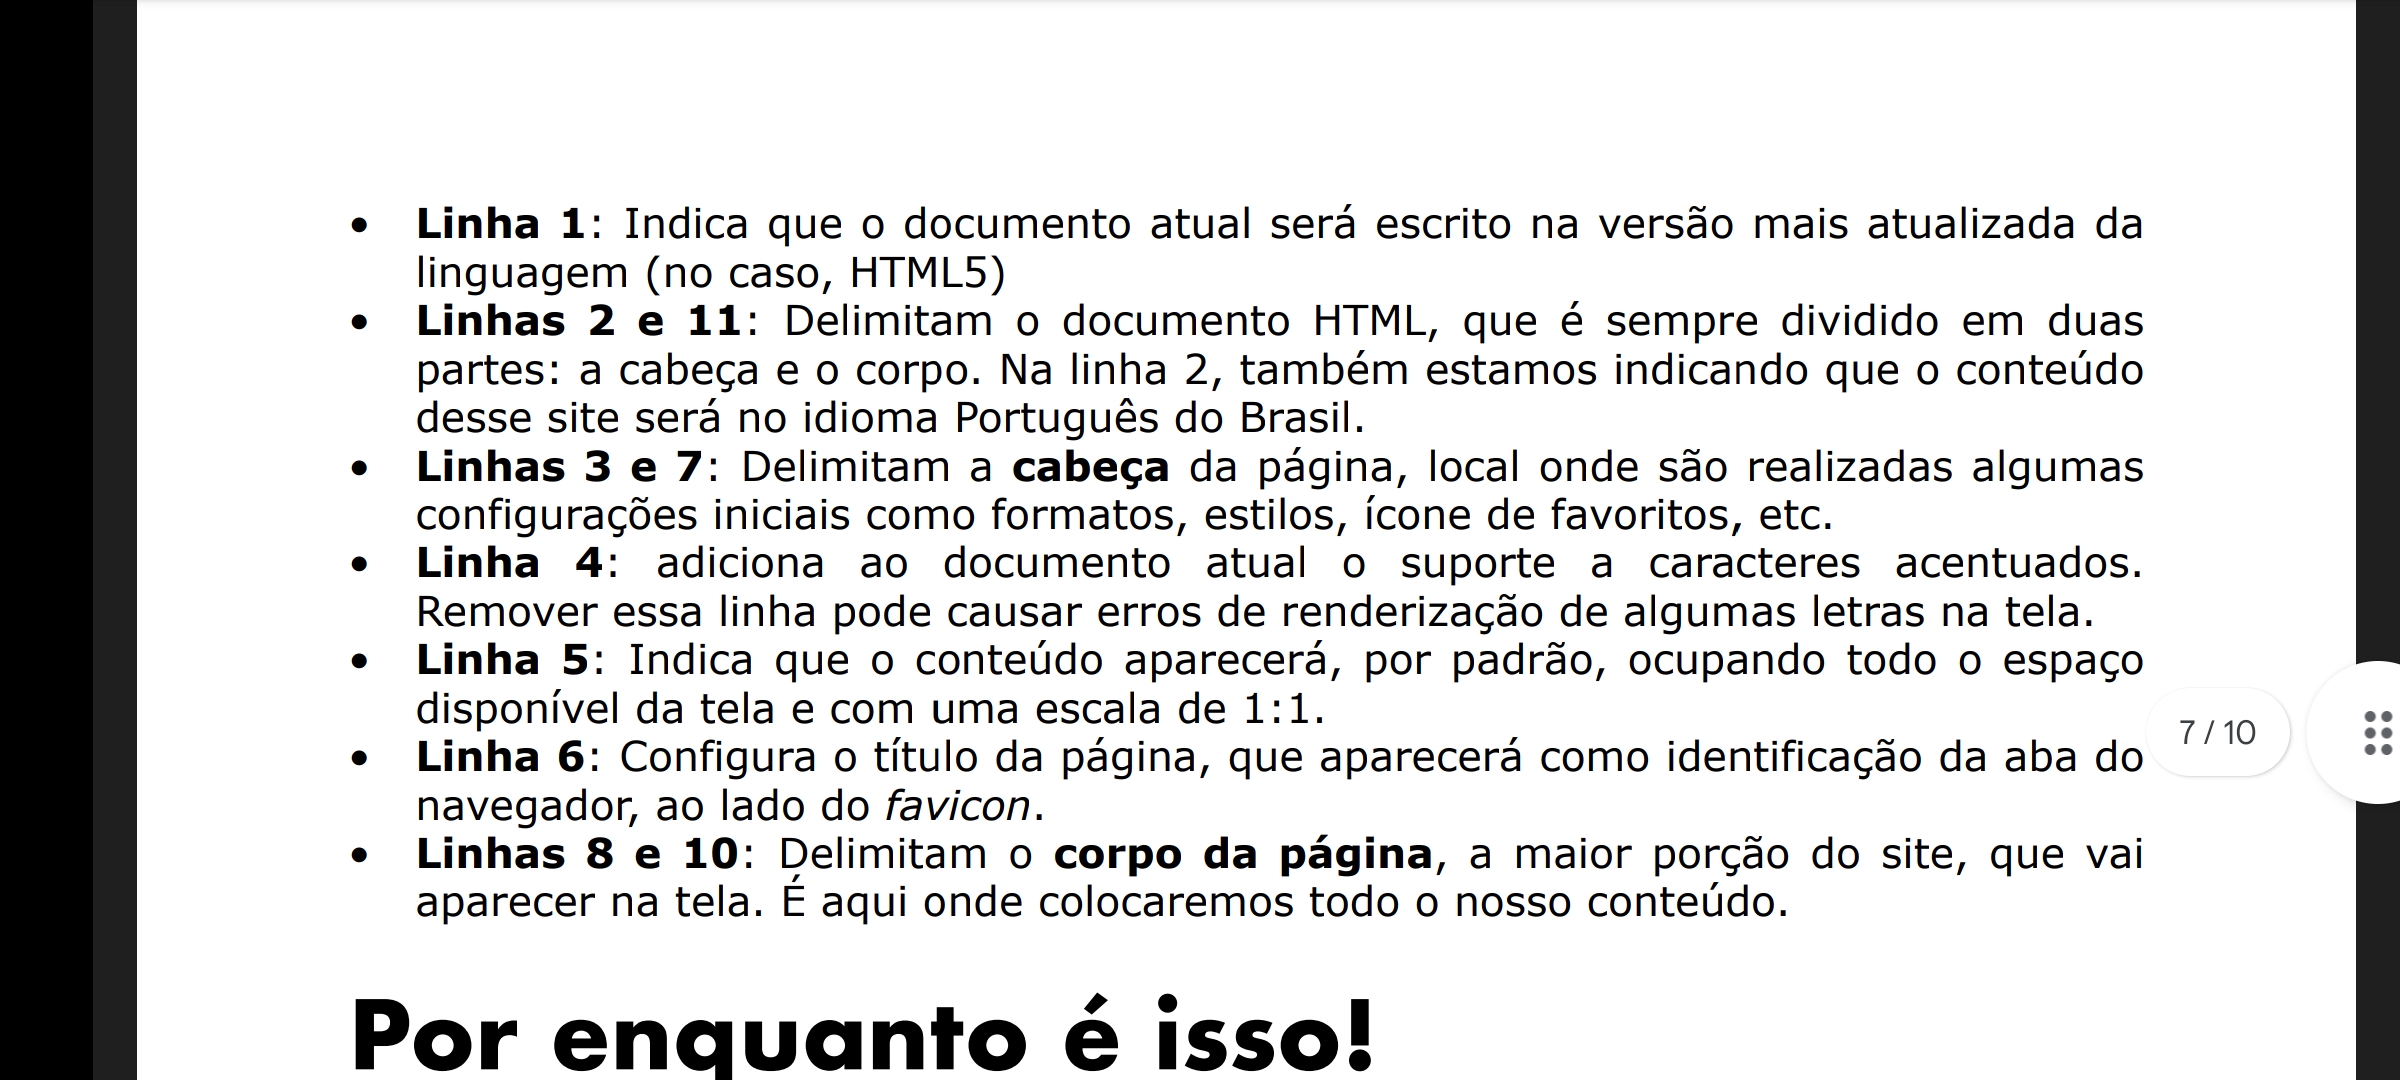 • Linha 1: Indica que o documento atual será escrito na versão mais atualizada da
linguagem (no caso, HTML5)
• Linhas 2 e 11: Delimitam o documento HTML, que é sempre dividido em duas
partes: a cabeça e o corpo. Na linha 2, também estamos indicando que o conteúdo
desse site será no idioma Português do Brasil.
• Linhas 3 e 7: Delimitam a cabeça da página, local onde são realizadas algumas
configurações iniciais como formatos, estilos, ícone de favoritos, etc.
• Linha 4: adiciona ao documento atual o suporte a caracteres acentuados.
Remover essa linha pode causar erros de renderização de algumas letras na tela.
• Linha 5: Indica que o conteúdo aparecerá, por padrão, ocupando todo o espaço
disponível da tela e com uma escala de 1:1.
• Linha 6: Configura o título da página, que aparecerá como identificação da aba do
navegador, ao lado do favicon.
• Linhas 8 e 10: Delimitam o corpo da página, a maior porção do site, que vai
aparecer na tela. É aqui onde colocaremos todo o nosso conteúdo.
7 / 10
Por enquanto é isso!